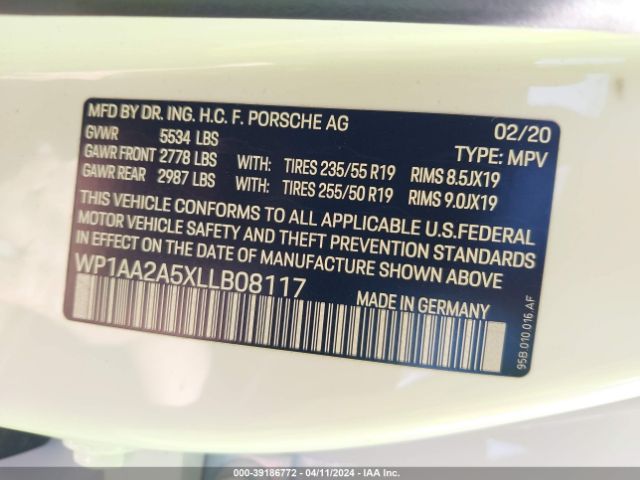 MFD BY DR. ING. H.C. F. PORSCHE AG 02/20
GVWR 5534 LBS TYPE: MPV
GAWR FRONT 2778 LBS WITH: TIRES 235/55 R19 RIMS 8.5JX19
GAWR REAR 2987 LBS WITH: TIRES 255/50 R19 RIMS 9.0JX19
THIS VEHICLE CONFORMS TO ALL APPLICABLE U.S.FEDERAL
MOTOR VEHICLE SAFETY AND THEFT PREVENTION STANDARDS
IN EFFECT ON THE DATE OF MANUFACTURE SHOWN ABOVE.
WP1AA2A5XLLB08117 MADE IN GERMANY
95B.010.016.AF
000-39186772 - 04/11/2024 - IAA Inc.